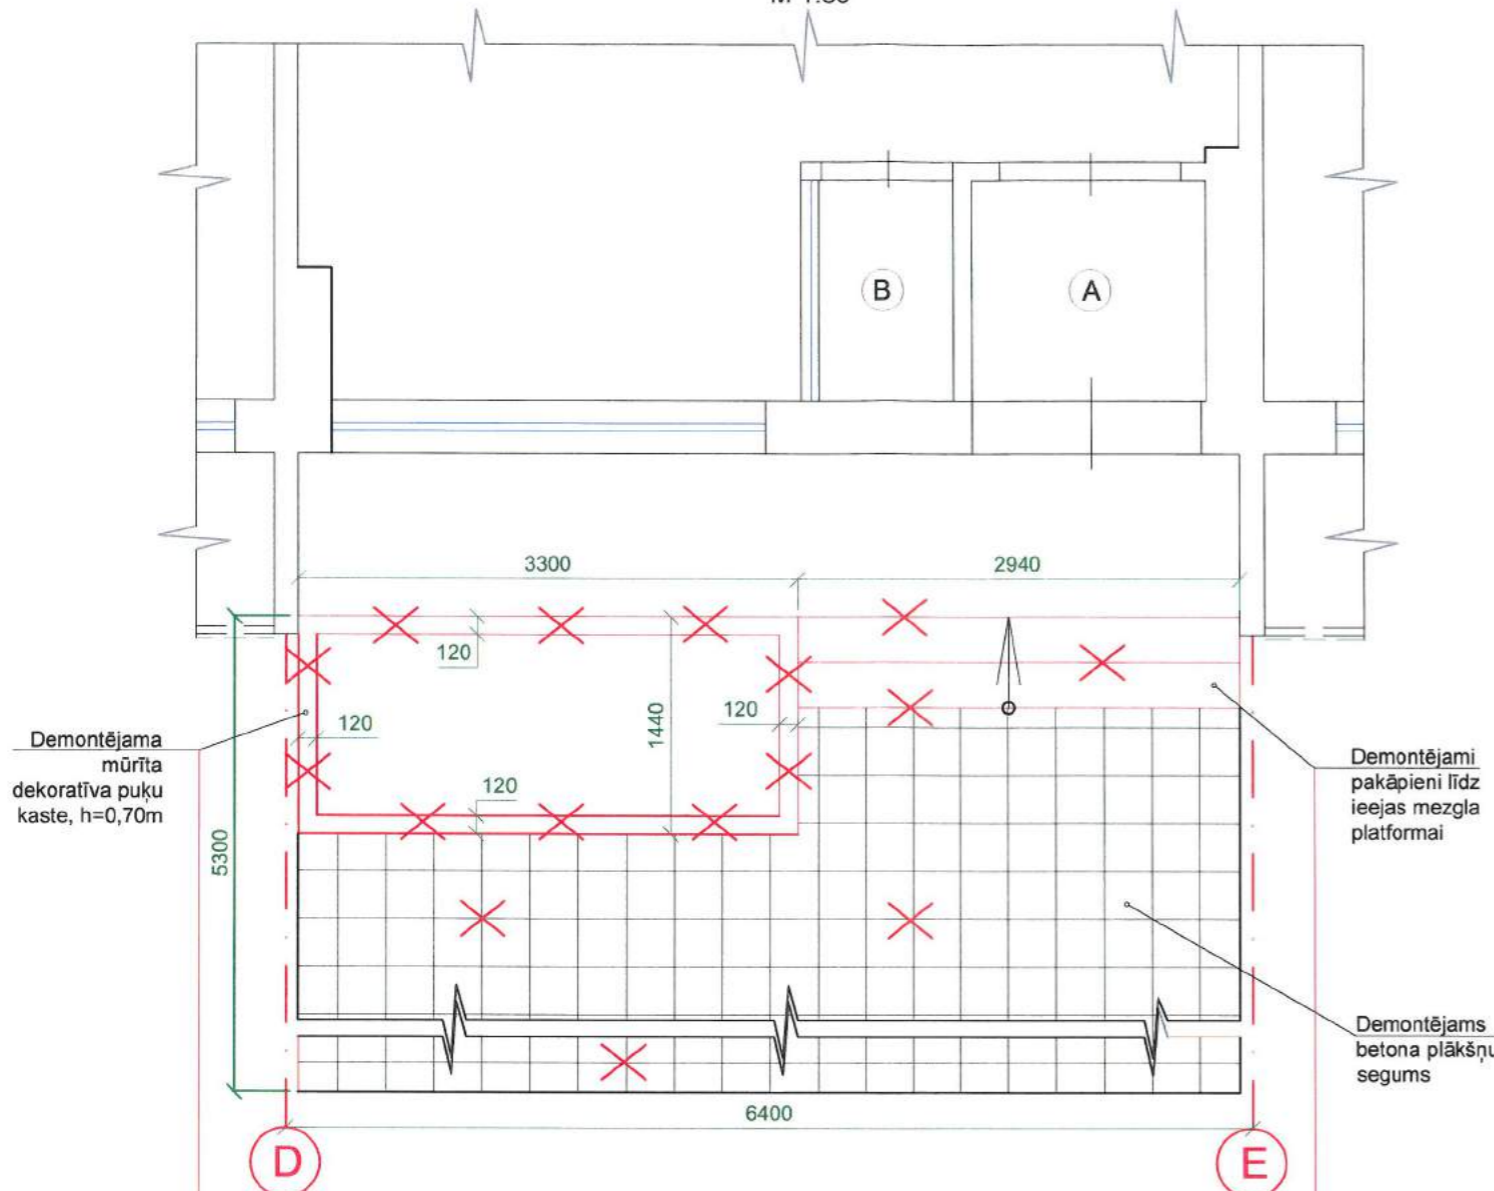 B
A
3300
2940
120
120
1440
120
120
5300
Demontējama
mūrīta
dekoratīva puķu
kaste, h=0,70m
Demontējami
pakāpieni līdz
ieejas mezgla
platformai
Demontējams
betona plākšņu
segums
6400
D
E